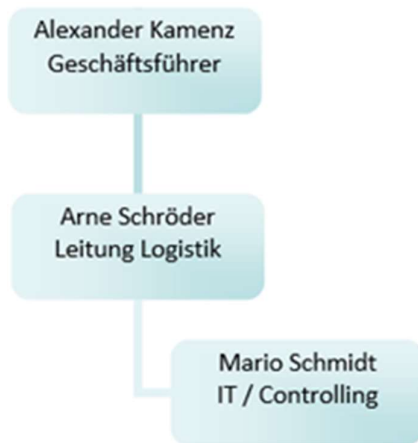 Alexander Kamenz
Geschäftsführer
Arne Schröder
Leitung Logistik
Mario Schmidt
IT / Controlling